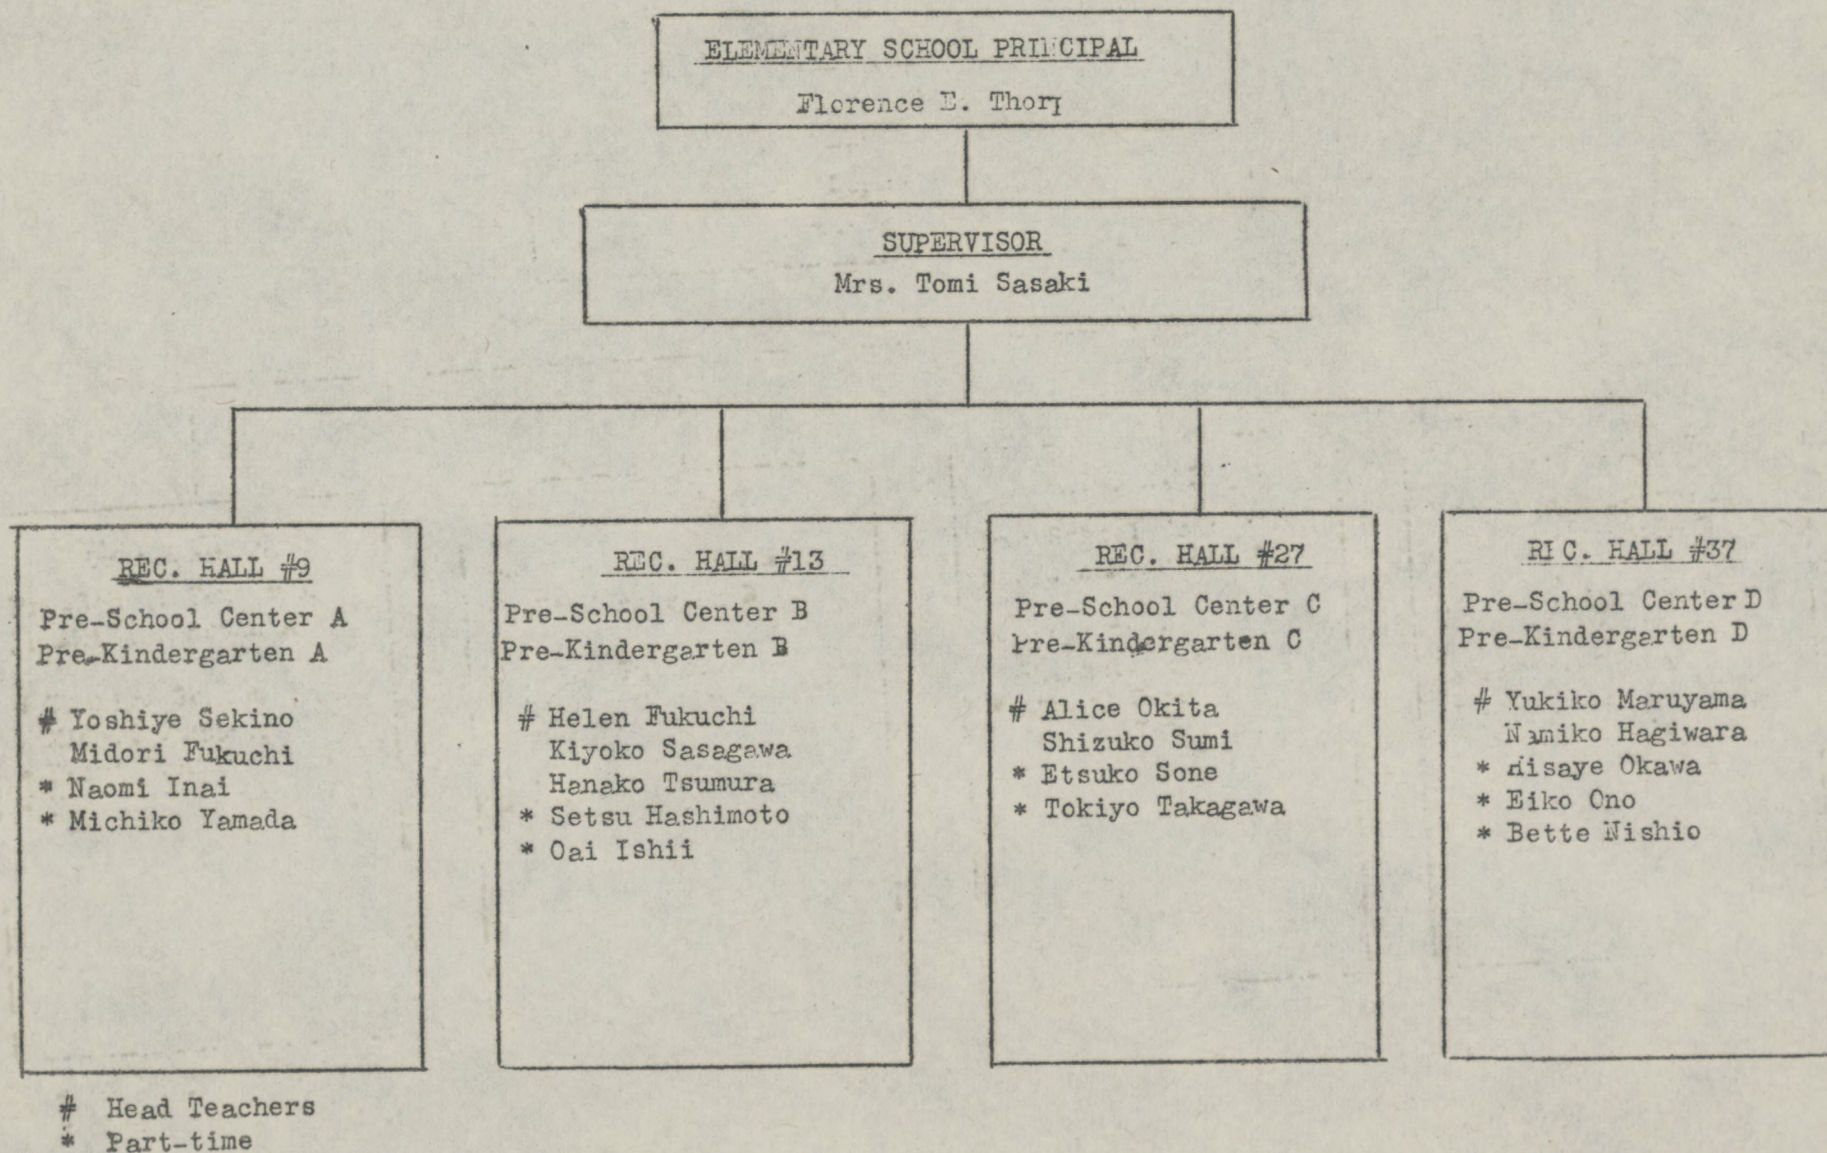 ELEMENTARY SCHOOL PRINCIPAL
Florence E. Thorp
SUPERVISOR
Mrs. Tomi Sasaki
REC. HALL #9
Pre-School Center A
Pre-Kindergarten A
# Yoshiye Sekino
Midori Fukuchi
* Naomi Inai
* Michiko Yamada
REC. HALL #13
Pre-School Center B
Pre-Kindergarten B
# Helen Fukuchi
Kiyoko Sasagawa
Hanako Tsumura
* Setsu Hashimoto
* Oai Ishii
REC. HALL #27
Pre-School Center C
Pre-Kindergarten C
# Alice Okita
Shizuko Sumi
* Etsuko Sone
* Tokiyo Takagawa
REC. HALL #37
Pre-School Center D
Pre-Kindergarten D
# Yukiko Maruyama
Namiko Hagiwara
* Hisaye Okawa
* Eiko Ono
* Bette Nishio
# Head Teachers
* Part-time